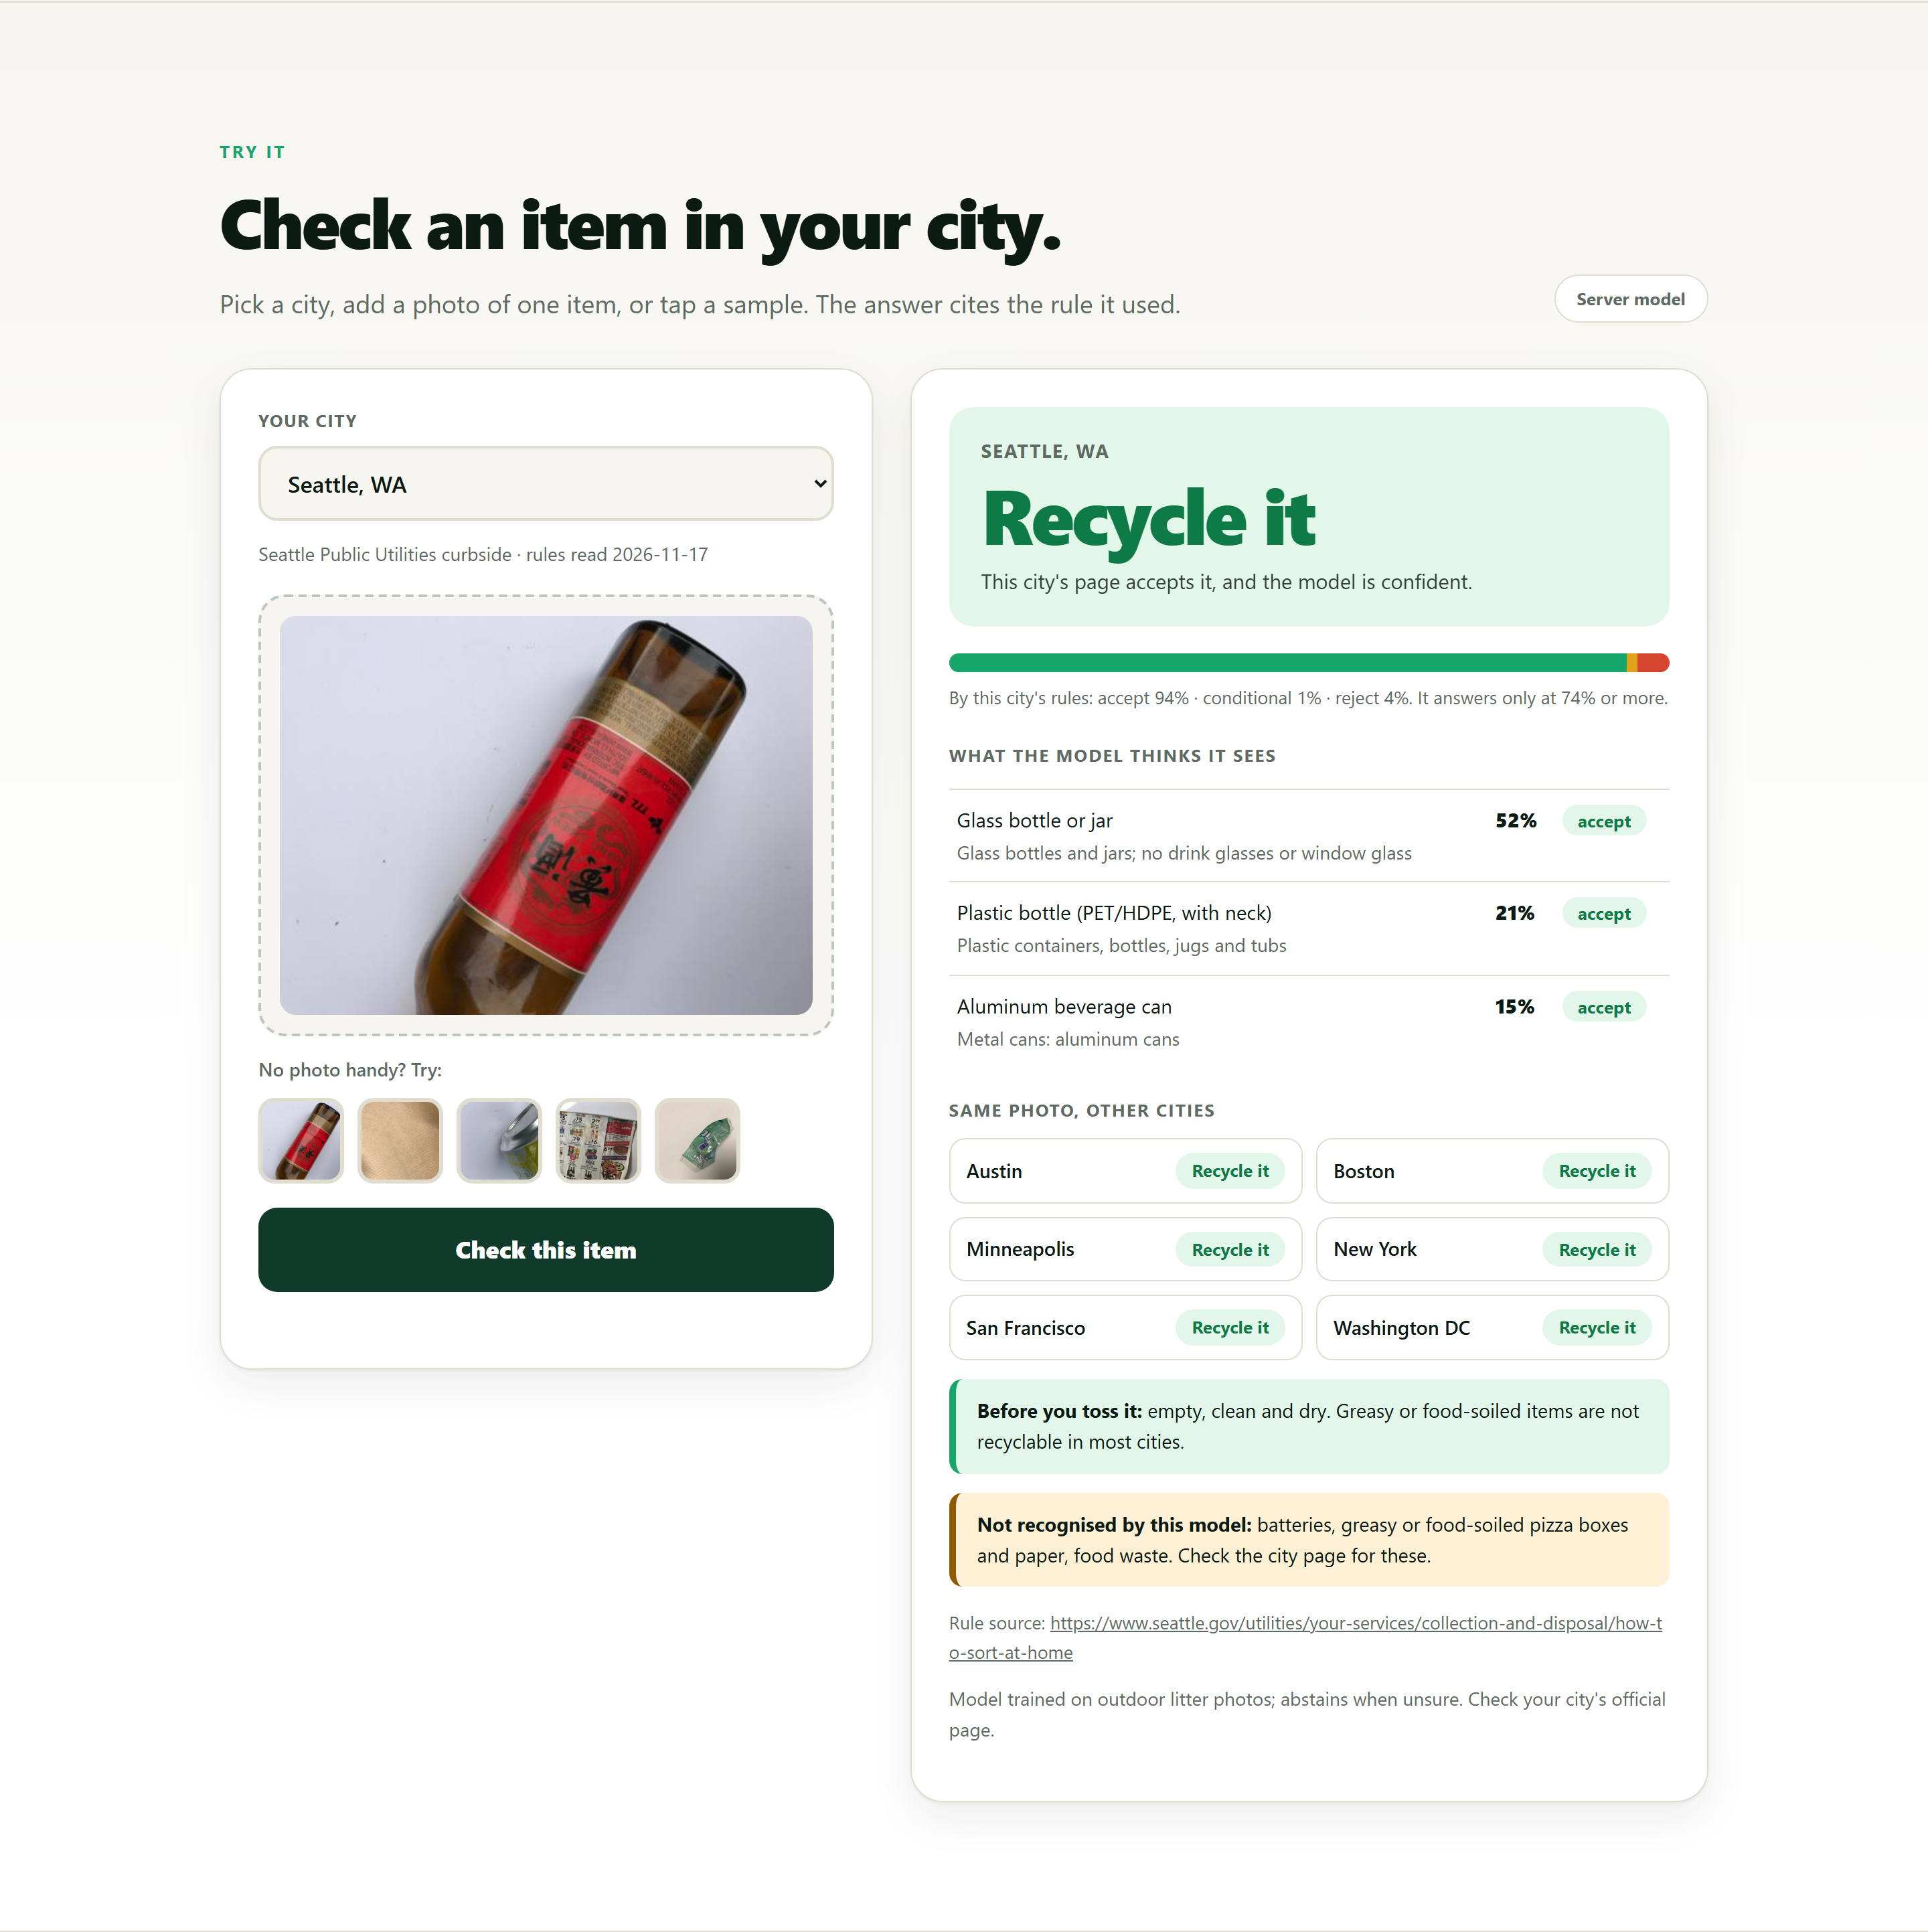 TRY IT
Check an item in your city.
Pick a city, add a photo of one item, or tap a sample. The answer cites the rule it used.
Server model
YOUR CITY
Seattle, WA
Seattle Public Utilities curbside · rules read 2026-11-17
No photo handy? Try:
Check this item
SEATTLE, WA
Recycle it
This city's page accepts it, and the model is confident.
By this city's rules: accept 94% · conditional 1% · reject 4%. It answers only at 74% or more.
WHAT THE MODEL THINKS IT SEES
Glass bottle or jar 52% accept
Glass bottles and jars; no drink glasses or window glass
Plastic bottle (PET/HDPE, with neck) 21% accept
Plastic containers, bottles, jugs and tubs
Aluminum beverage can 15% accept
Metal cans: aluminum cans
SAME PHOTO, OTHER CITIES
Austin Recycle it Boston Recycle it
Minneapolis Recycle it New York Recycle it
San Francisco Recycle it Washington DC Recycle it
Before you toss it: empty, clean and dry. Greasy or food-soiled items are not
recyclable in most cities.
Not recognised by this model: batteries, greasy or food-soiled pizza boxes
and paper, food waste. Check the city page for these.
Rule source: https://www.seattle.gov/utilities/your-services/collection-and-disposal/how-t
o-sort-at-home
Model trained on outdoor litter photos; abstains when unsure. Check your city's official
page.